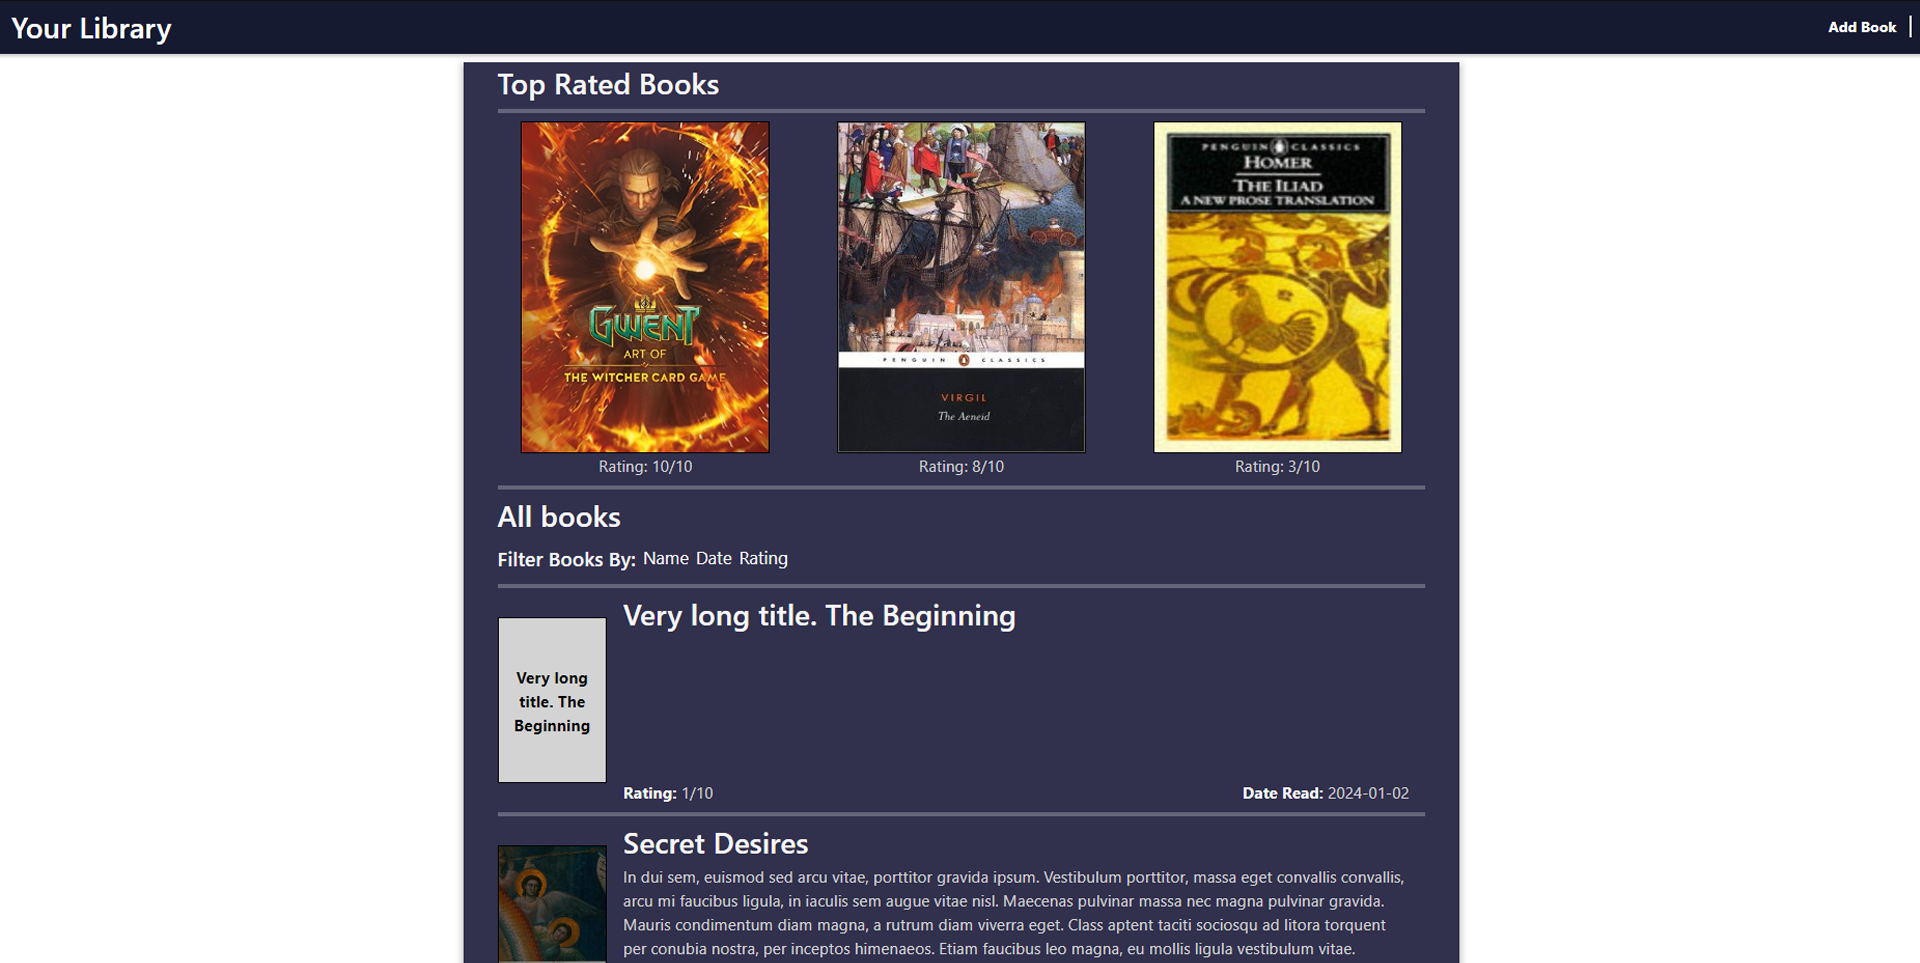 Your Library
Add Book
Top Rated Books
GWENT
ART OF
THE WITCHER CARD GAME
PENGUIN CLASSICS
VIRGIL
The Aeneid
PENGUIN CLASSICS
HOMER
THE ILIAD
A NEW PROSE TRANSLATION
Rating: 10/10
Rating: 8/10
Rating: 3/10
All books
Filter Books By: Name Date Rating
Very long
title. The
Beginning
Very long title. The Beginning
Rating: 1/10
Date Read: 2024-01-02
Secret Desires
In dui sem, euismod sed arcu vitae, porttitor gravida ipsum. Vestibulum porttitor, massa eget convallis convallis,
arcu mi faucibus ligula, in iaculis sem augue vitae nisl. Maecenas pulvinar massa nec magna pulvinar gravida.
Mauris condimentum diam magna, a rutrum diam viverra eget. Class aptent taciti sociosqu ad litora torquent
per conubia nostra, per inceptos himenaeos. Etiam faucibus leo magna, eu mollis ligula vestibulum vitae.